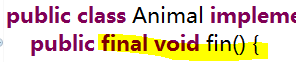 public class Animal impleme
public final void fin() {